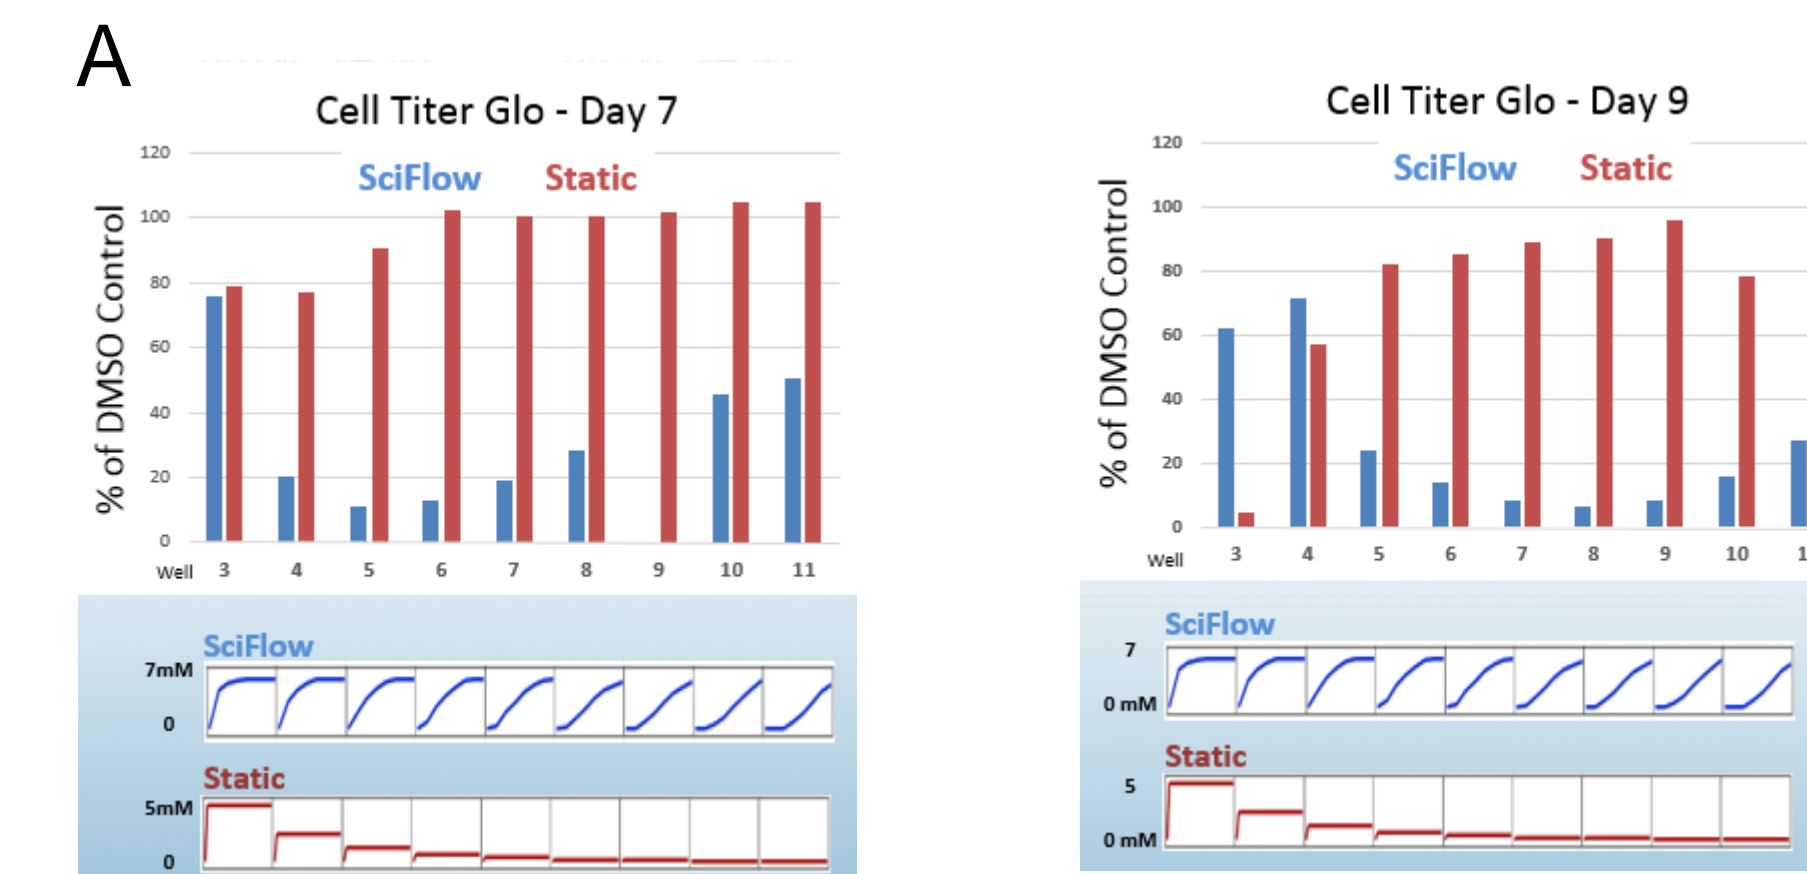 A
Cell Titer Glo - Day 7
120
SciFlow Static
100
80
60
40
20
0
% of DMSO Control
Well 3 4 5 6 7 8 9 10 11
SciFlow
7mM
0
Static
5mM
0
Cell Titer Glo - Day 9
120
SciFlow Static
100
80
60
40
20
0
% of DMSO Control
Well 3 4 5 6 7 8 9 10 1
SciFlow
7
0 mM
Static
5
0 mM